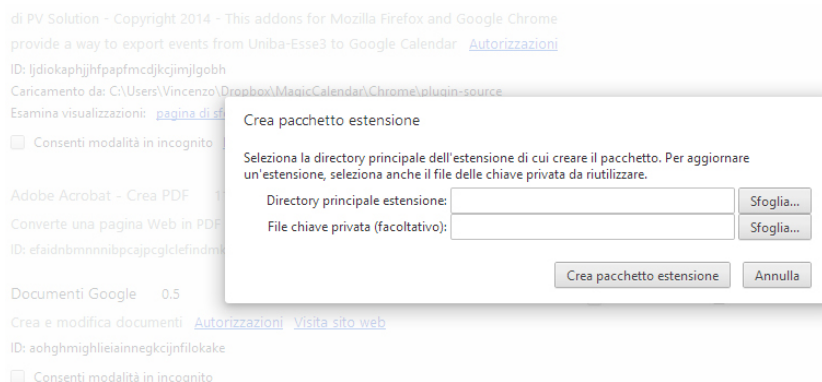 di PV Solution - Copyright 2014 - This addons for Mozilla Firefox and Google Chrome
provide a way to export events from Uniba-Esse3 to Google Calendar Autorizzazioni
ID: ljdiokaphjjhfpapfmcdjkcjimjlgobh
Caricamento da: C:\Users\Vincenzo\Dropbox\MagicCalendar\Chrome\plugin-source
Esamina visualizzazioni: pagina di
Consenti modalità in incognito
Crea pacchetto estensione
Seleziona la directory principale dell'estensione di cui creare il pacchetto. Per aggiornare
un'estensione, seleziona anche il file delle chiave privata da riutilizzare.
Directory principale estensione: Sfoglia...
File chiave privata (facoltativo): Sfoglia...
Crea pacchetto estensione Annulla
Adobe Acrobat - Crea PDF
Converte una pagina Web in PDF
ID: efaidnbmnnnibpcajpcglclefindmk
Documenti Google 0.5
Crea e modifica documenti Autorizzazioni Visita sito web
ID: aohghmighlieiainnegkcijnfilokake
Consenti modalità in incognito